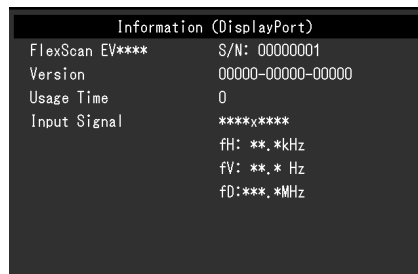 Information (DisplayPort)
FlexScan EV**** S/N: 00000001
Version 00000-00000-00000
Usage Time 0
Input Signal ****x****
fH: **.*kHz
fV: **.* Hz
fD:***.*MHz